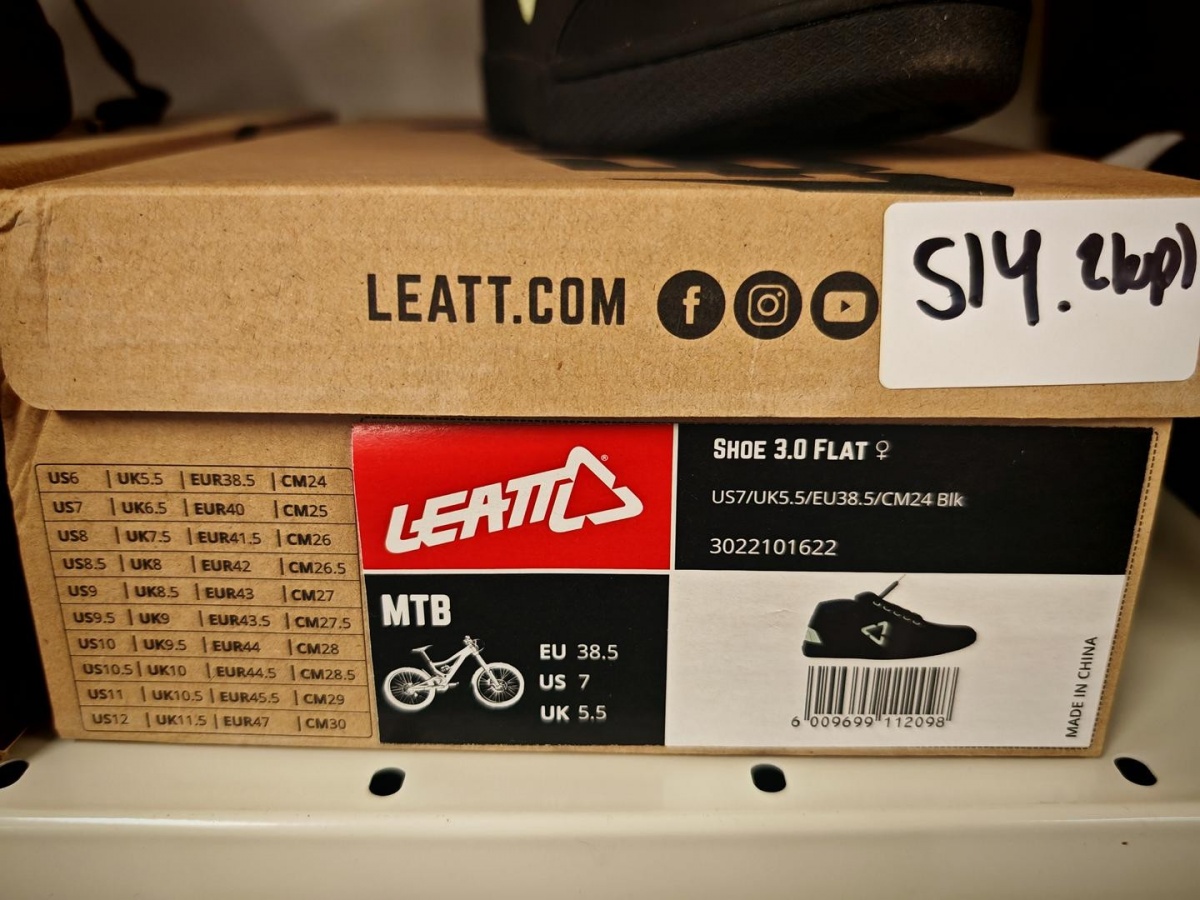 LEATT.COM
S14. 2(kpl)
US6 | UK5.5 | EUR38.5 | CM24
US7 | UK6.5 | EUR40 | CM25
US8 | UK7.5 | EUR41.5 | CM26
US8.5 | UK8 | EUR42 | CM26.5
US9 | UK8.5 | EUR43 | CM27
US9.5 | UK9 | EUR43.5 | CM27.5
US10 | UK9.5 | EUR44 | CM28
US10.5 | UK10 | EUR44.5 | CM28.5
US11 | UK10.5 | EUR45.5 | CM29
US12 | UK11.5 | EUR47 | CM30
LEATT®
SHOE 3.0 FLAT ♀
US7/UK5.5/EU38.5/CM24 Blk
3022101622
MTB
EU 38.5
US 7
UK 5.5
6 009699 112098
MADE IN CHINA